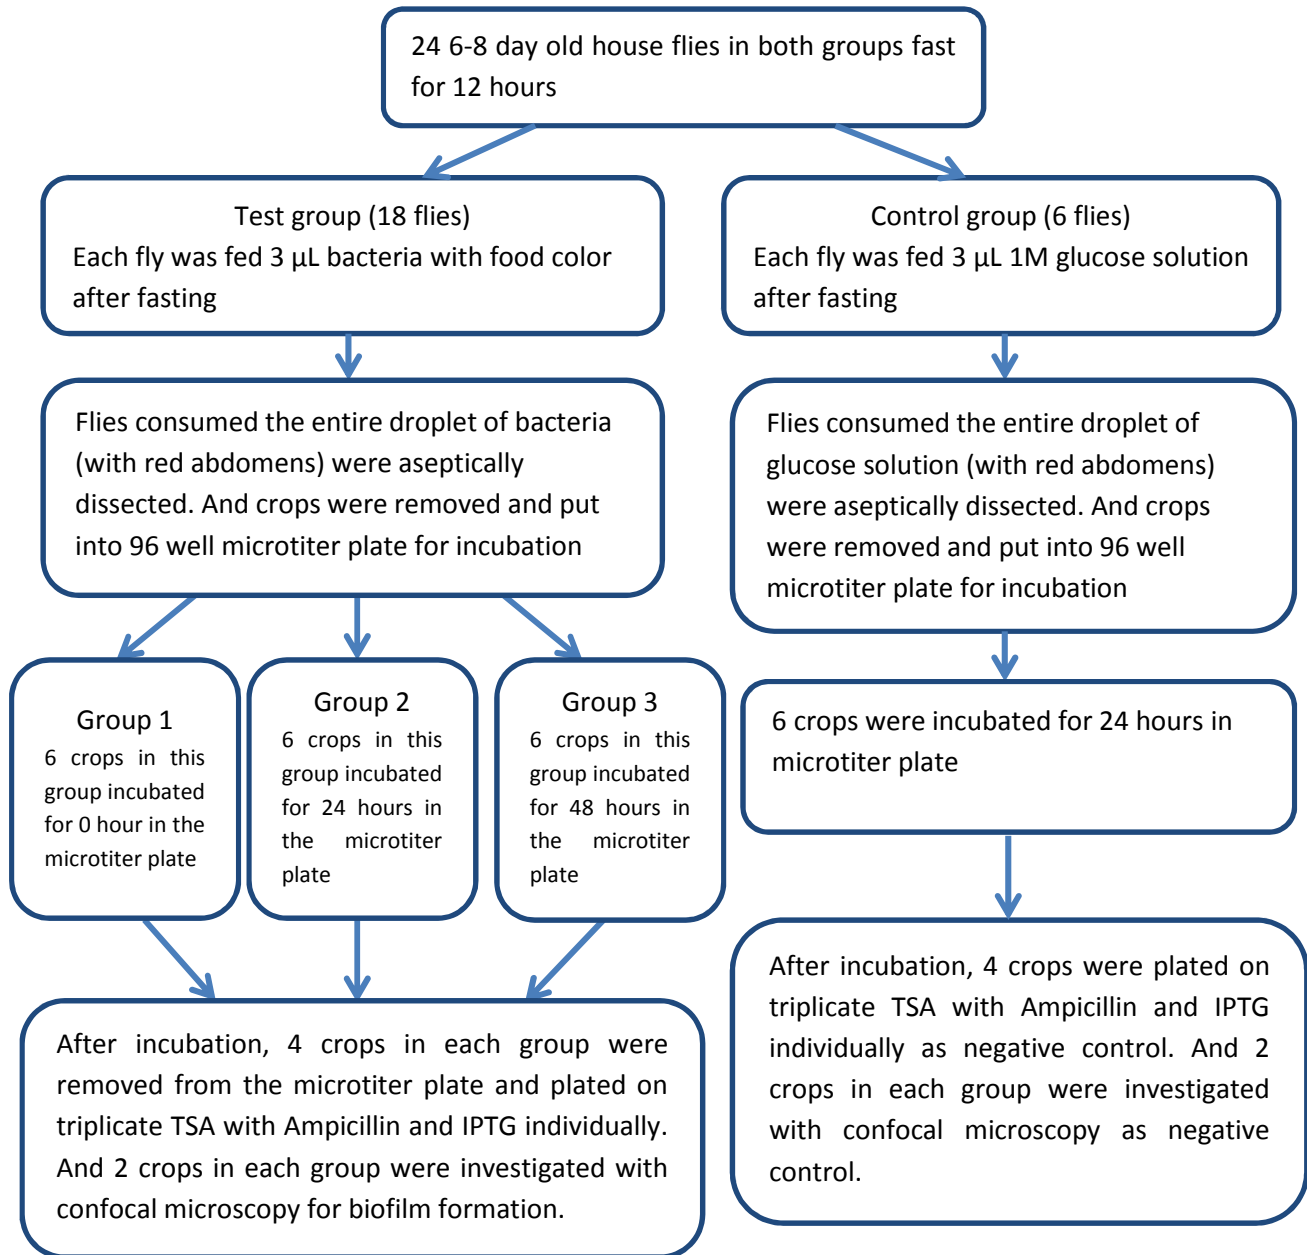 24 6-8 day old house flies in both groups fast
for 12 hours
Test group (18 flies)
Each fly was fed 3 µL bacteria with food color
after fasting
Control group (6 flies)
Each fly was fed 3 µL 1M glucose solution
after fasting
Flies consumed the entire droplet of bacteria
(with red abdomens) were aseptically
dissected. And crops were removed and put
into 96 well microtiter plate for incubation
Flies consumed the entire droplet of
glucose solution (with red abdomens)
were aseptically dissected. And crops
were removed and put into 96 well
microtiter plate for incubation
Group 1
6 crops in this
group incubated
for 0 hour in the
microtiter plate
Group 2
6 crops in this
group incubated
for 24 hours in
the microtiter
plate
Group 3
6 crops in this
group incubated
for 48 hours in
the microtiter
plate
6 crops were incubated for 24 hours in
microtiter plate
After incubation, 4 crops in each group were
removed from the microtiter plate and plated on
triplicate TSA with Ampicillin and IPTG individually.
And 2 crops in each group were investigated with
confocal microscopy for biofilm formation.
After incubation, 4 crops were plated on
triplicate TSA with Ampicillin and IPTG
individually as negative control. And 2
crops in each group were investigated
with confocal microscopy as negative
control.